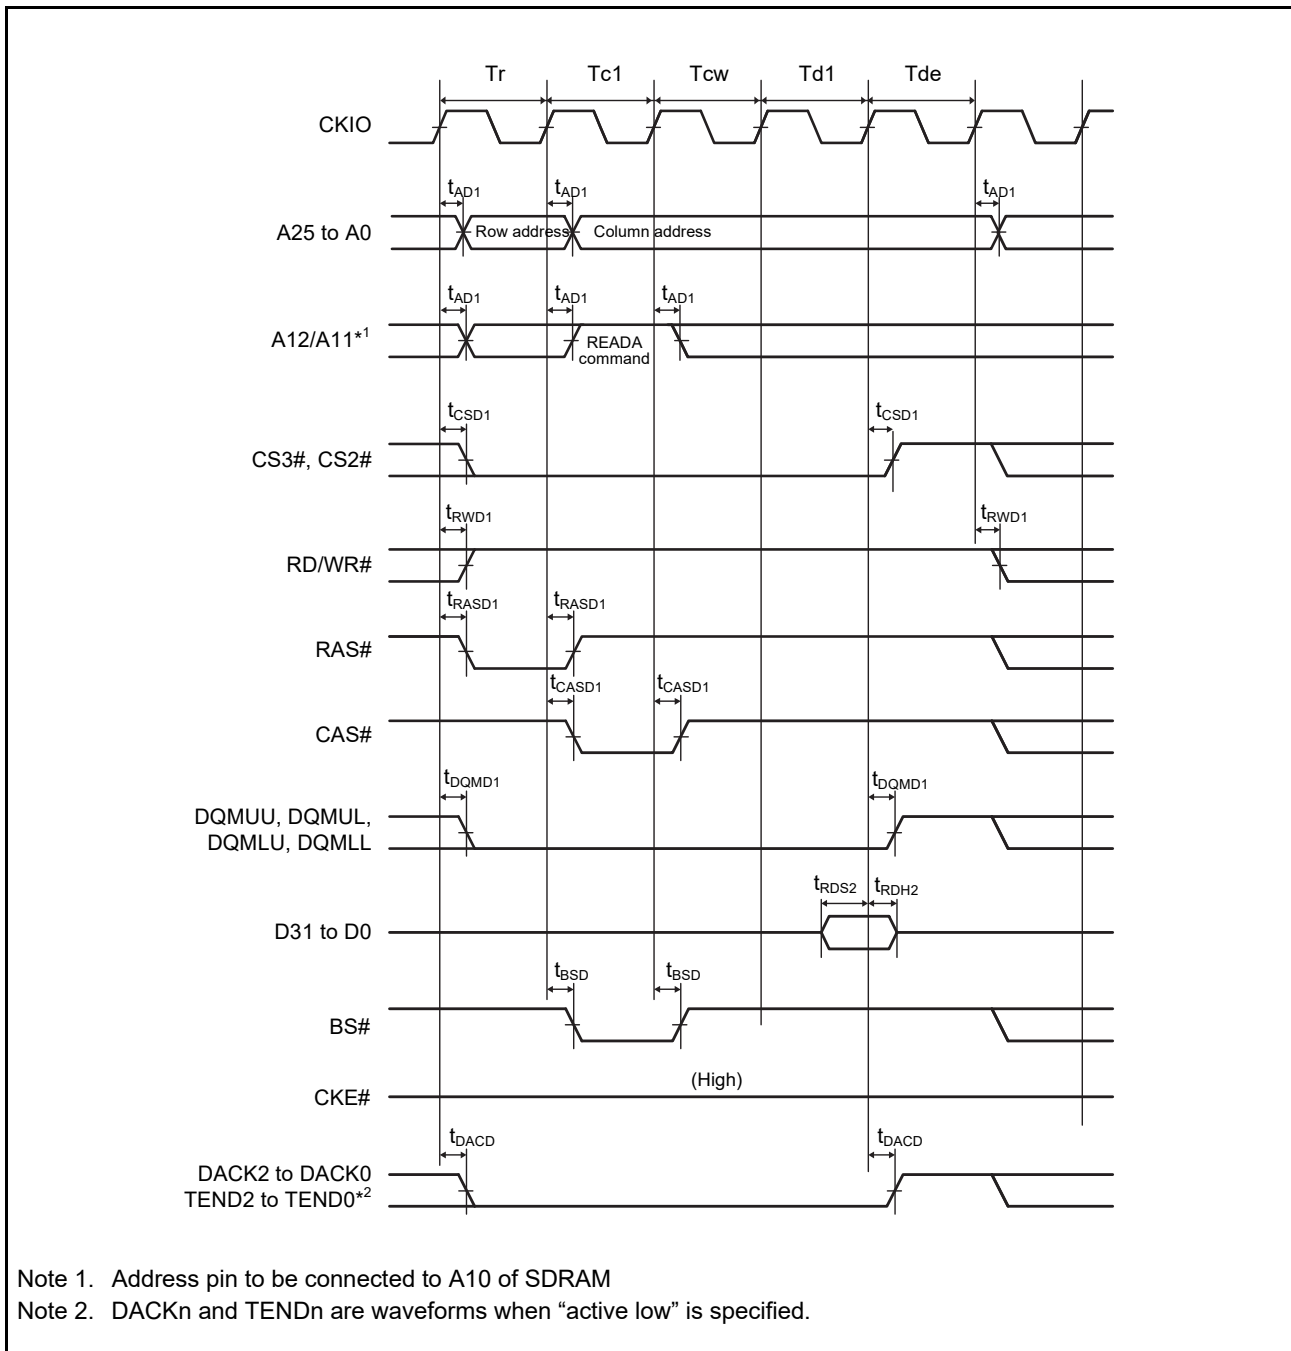 Tr Tc1 Tcw Td1 Tde
CKIO
tAD1 tAD1 tAD1
A25 to A0
Row address Column address
tAD1 tAD1 tAD1
A12/A11*1
READA
command
tCSD1 tCSD1
CS3#, CS2#
tRWD1 tRWD1
RD/WR#
tRASD1 tRASD1
RAS#
tCASD1 tCASD1
CAS#
tDQMD1 tDQMD1
DQMUU, DQMUL,
DQMLU, DQMLL
tRDS2 tRDH2
D31 to D0
tBSD tBSD
BS#
(High)
CKE#
tDACD tDACD
DACK2 to DACK0
TEND2 to TEND0*2
Note 1. Address pin to be connected to A10 of SDRAM
Note 2. DACKn and TENDn are waveforms when “active low” is specified.